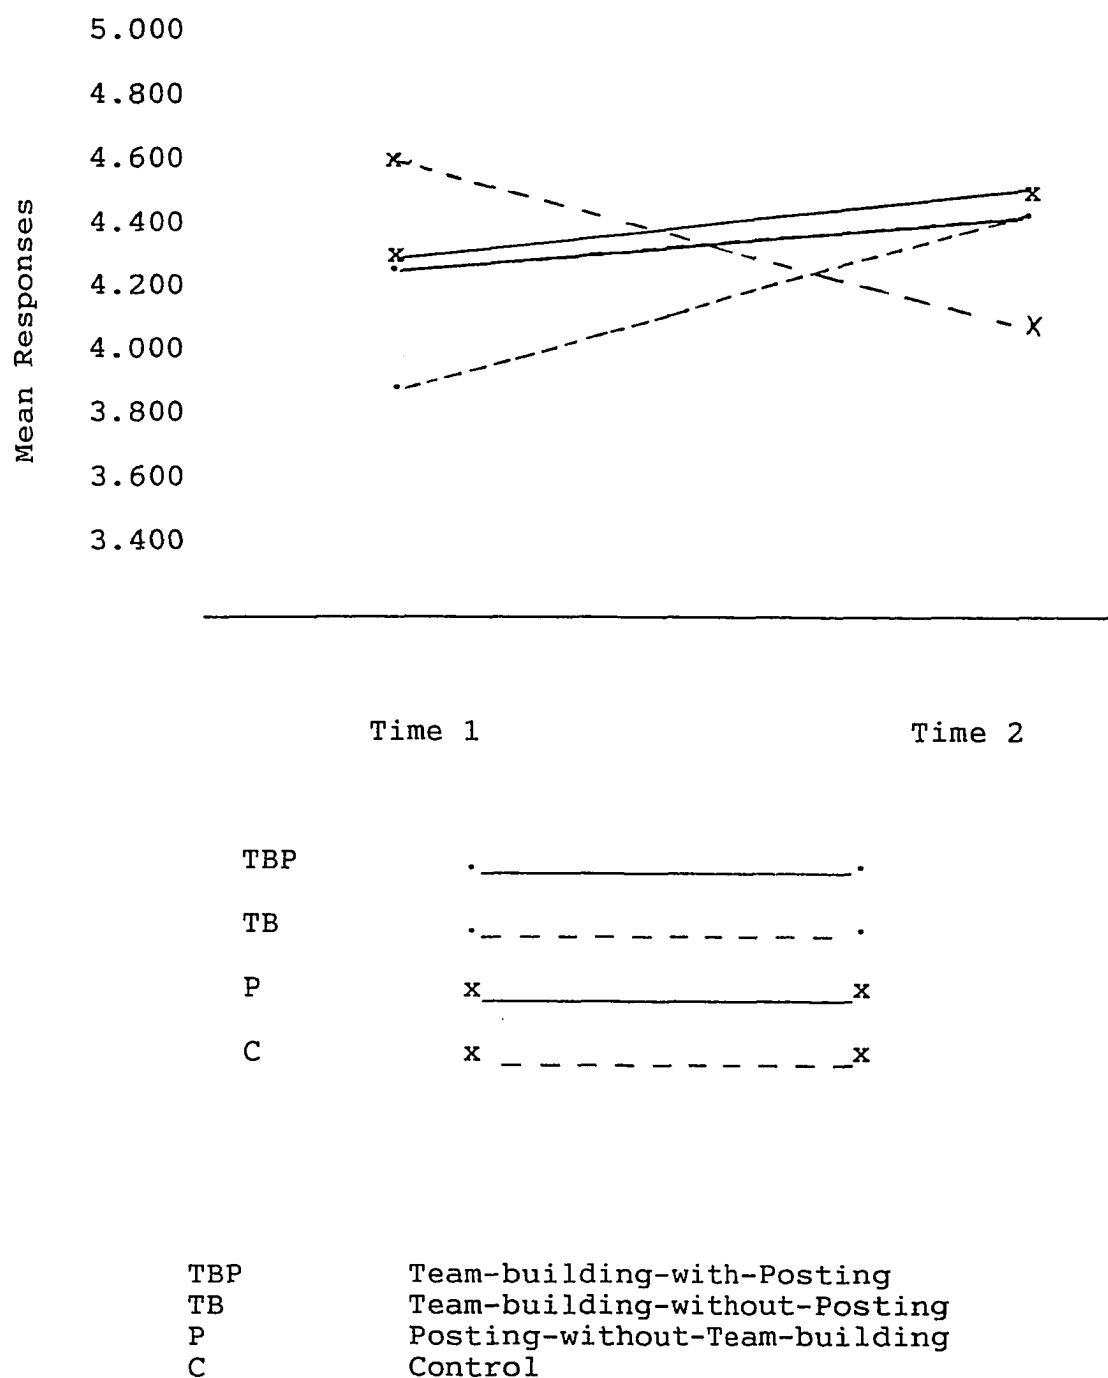 5.000
4.800
4.600
4.400
4.200
4.000
3.800
3.600
3.400
Mean Responses
Time 1 Time 2
TBP
TB
P x x
C x x
TBP Team-building-with-Posting
TB Team-building-without-Posting
P Posting-without-Team-building
C Control